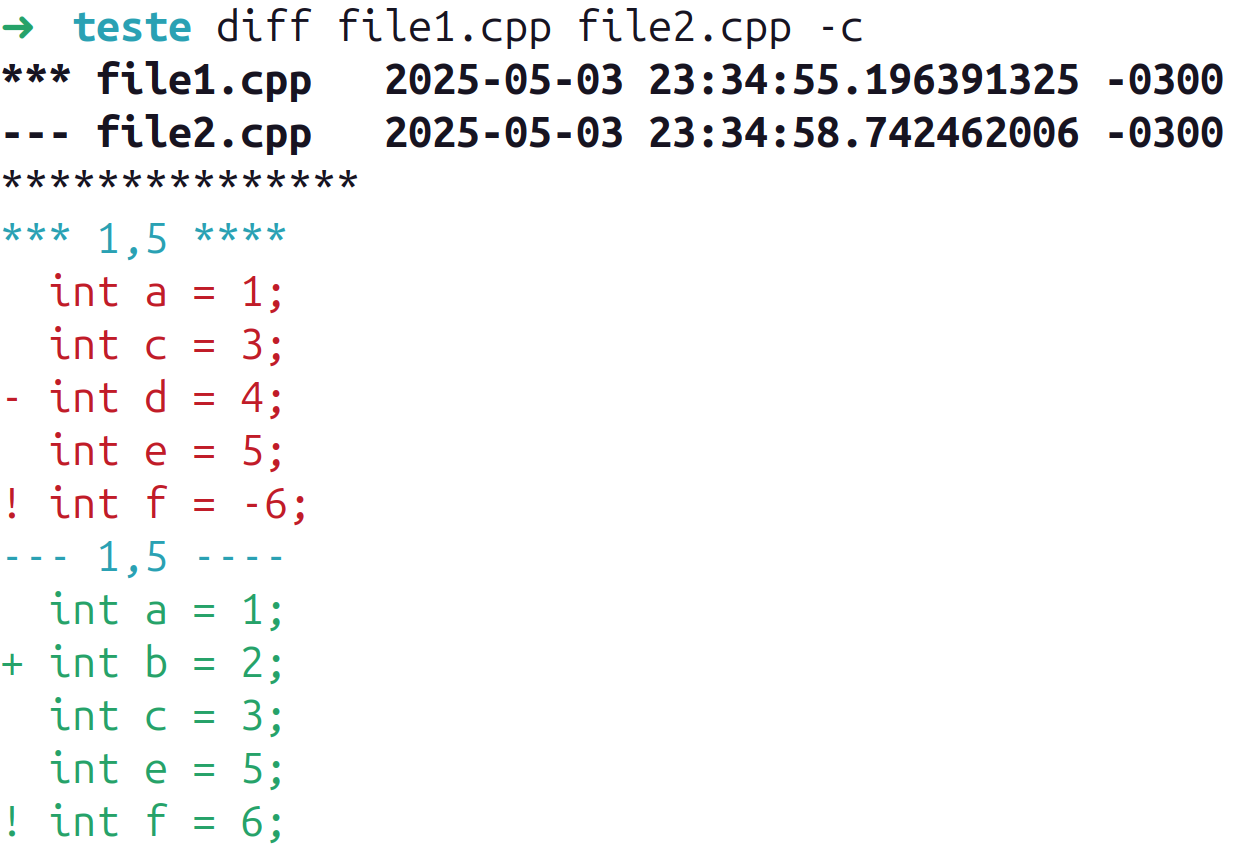 ➜  teste diff file1.cpp file2.cpp -c
*** file1.cpp   2025-05-03 23:34:55.196391325 -0300
--- file2.cpp   2025-05-03 23:34:58.742462006 -0300
***************
*** 1,5 ****
  int a = 1;
  int c = 3;
- int d = 4;
  int e = 5;
! int f = -6;
--- 1,5 ----
  int a = 1;
+ int b = 2;
  int c = 3;
  int e = 5;
! int f = 6;